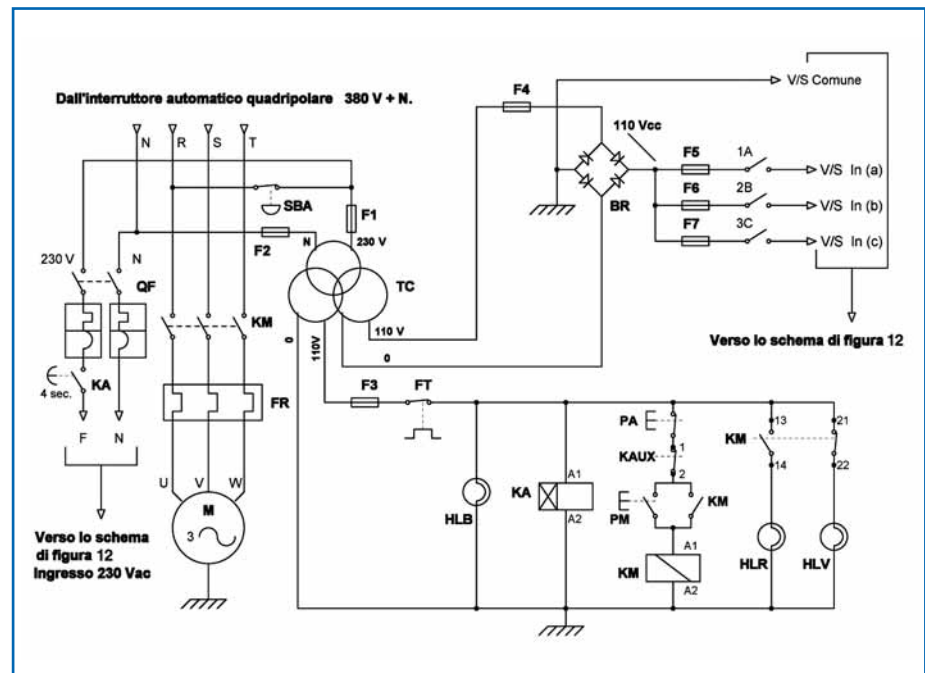 V/S Comune
Dall'interruttore automatico quadripolare 380 V + N.
F4
N
R
S
T
110 Vcc
F5
1A
V/S In (a)
SBA
F1
F6
2B
V/S In (b)
BR
F2
N
230 V
F7
3C
V/S In (c)
230 V
N
QF
TC
KM
110 V
0
110V
0
Verso lo schema di figura 12
F3
FT
KA
4 sec.
FR
PA
13
21
KM
F
N
1
KAUX
2
14
22
U
V
W
M
3
HLB
KA
A1
A2
PM
KM
Verso lo schema
di figura 12
Ingresso 230 Vac
KM
A1
A2
HLR
HLV